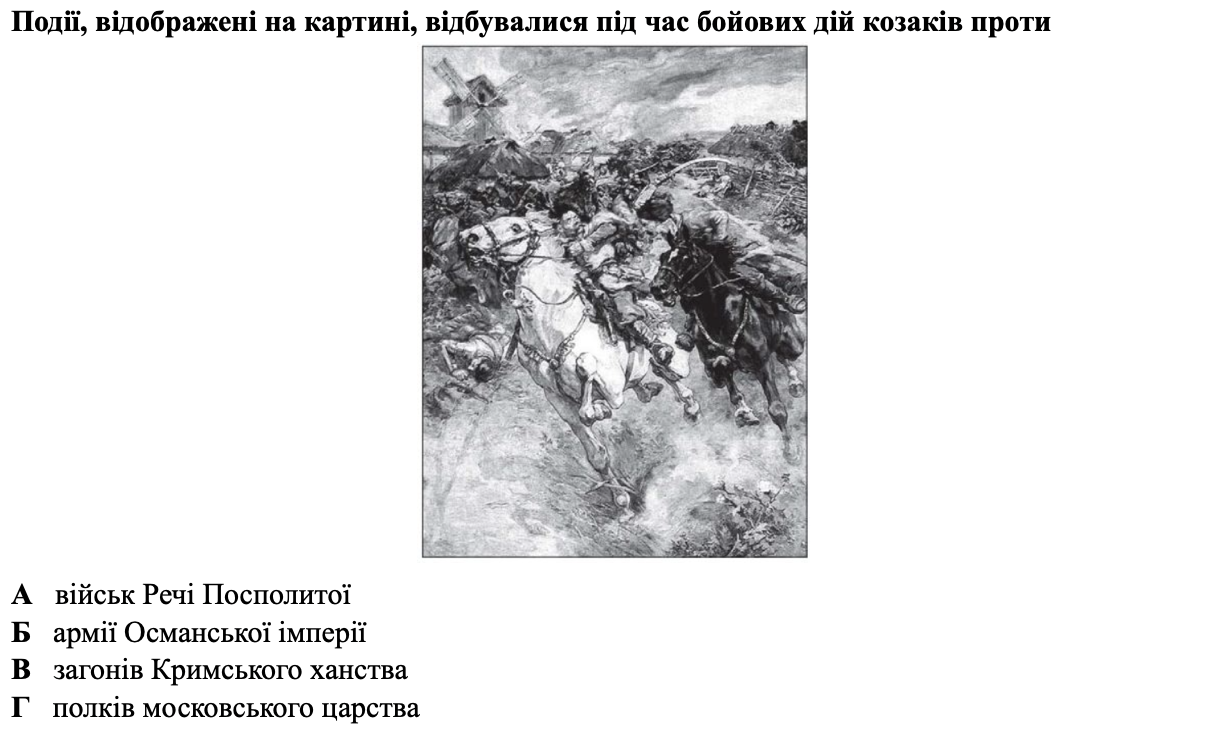 Події, відображені на картині, відбувалися під час бойових дій козаків проти
А військ Речі Посполитої
Б армії Османської імперії
В загонів Кримського ханства
Г полків московського царства